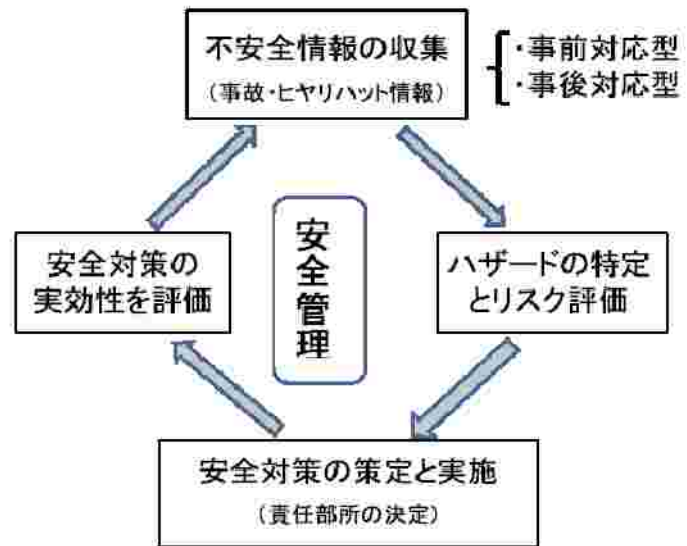 不安全情報の収集
(事故・ヒヤリハット情報)
・事前対応型
・事後対応型
安全管理
安全対策の
実効性を評価
ハザードの特定
とリスク評価
安全対策の策定と実施
(責任部所の決定)